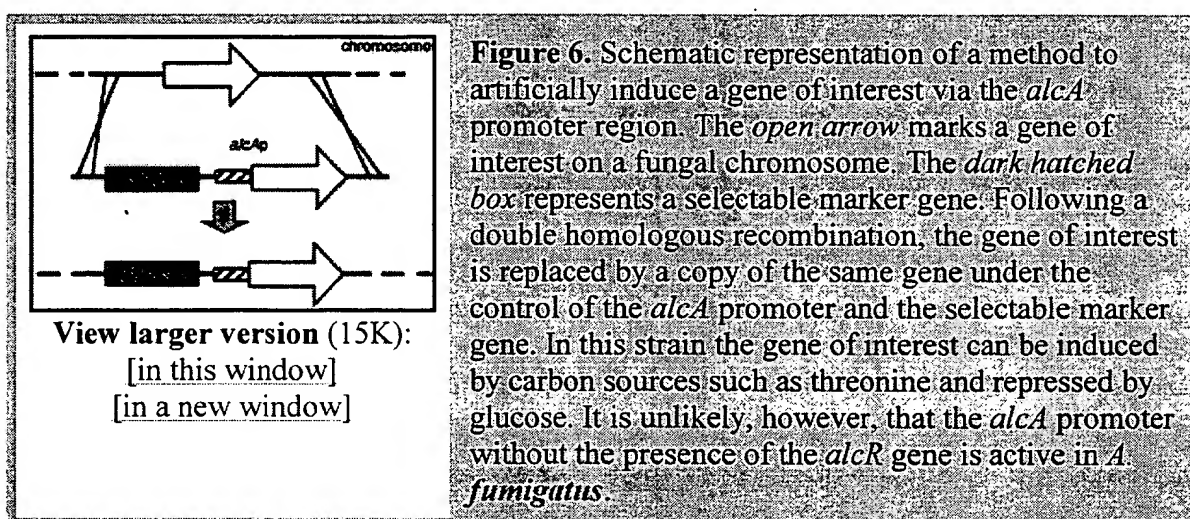 chromosome
alcAp
View larger version (15K):
[in this window]
[in a new window]
Figure 6. Schematic representation of a method to
artificially induce a gene of interest via the alcA
promoter region. The open arrow marks a gene of
interest on a fungal chromosome. The dark hatched
box represents a selectable marker gene. Following a
double homologous recombination, the gene of interest
is replaced by a copy of the same gene under the
control of the alcA promoter and the selectable marker
gene. In this strain the gene of interest can be induced
by carbon sources such as threonine and repressed by
glucose. It is unlikely, however, that the alcA promoter
without the presence of the alcR gene is active in A.
fumigatus.